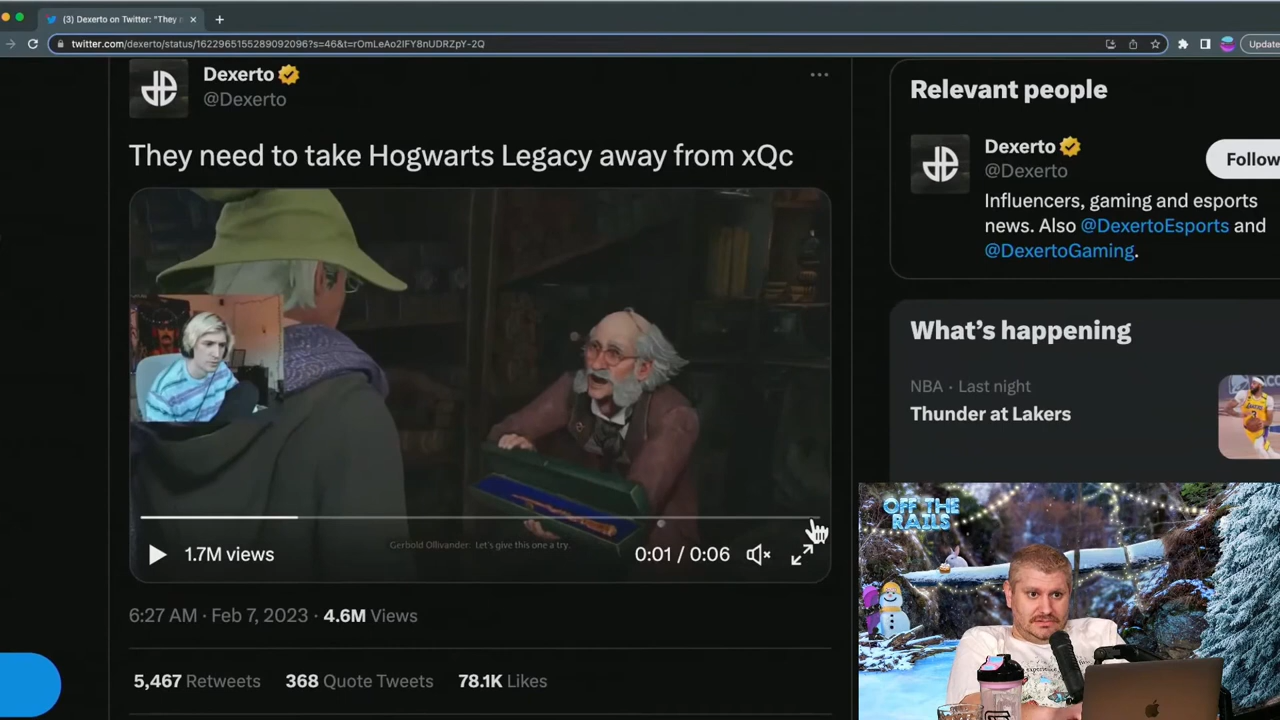 (3) Dexerto on Twitter: "They n
twitter.com/dexerto/status/1622965155289092096?s=46&t=rOmLeAo2IFY8nUDRZpY-2Q
Update
Dexerto
@Dexerto
They need to take Hogwarts Legacy away from xQc
Gerbold Ollivander: Let's give this one a try.
1.7M views
0:01 / 0:06
6:27 AM · Feb 7, 2023 · 4.6M Views
5,467 Retweets 368 Quote Tweets 78.1K Likes
Relevant people
Dexerto
@Dexerto
Follow
Influencers, gaming and esports
news. Also @DexertoEsports and
@DexertoGaming.
What's happening
NBA · Last night
Thunder at Lakers
OFF THE
RAILS